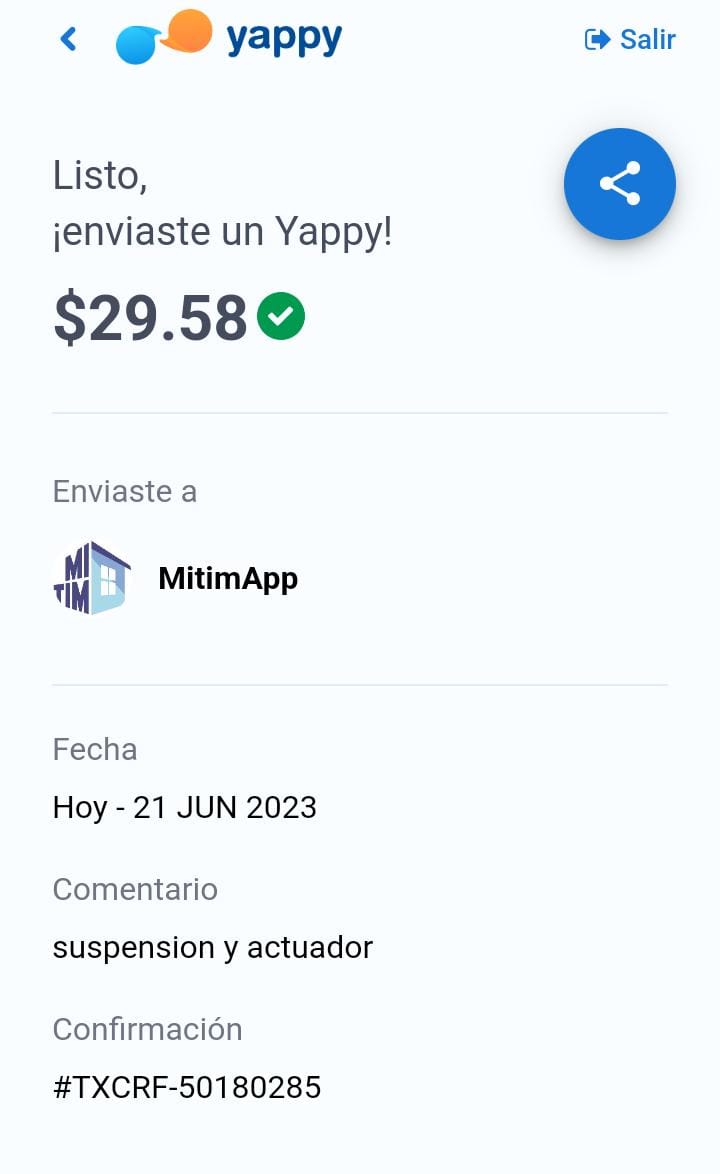 yappy
Salir
Listo,
¡enviaste un Yappy!
$29.58
Enviaste a
MI
TIM
MitimApp
Fecha
Hoy - 21 JUN 2023
Comentario
suspension y actuador
Confirmación
#TXCRF-50180285